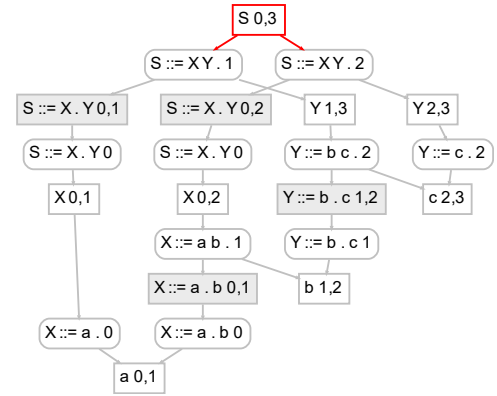 S 0,3
S ::= X Y . 1
S ::= X Y . 2
S ::= X . Y 0,1
S ::= X . Y 0,2
Y 1,3
Y 2,3
S ::= X . Y 0
S ::= X . Y 0
Y ::= b c . 2
Y ::= c . 2
X 0,1
X 0,2
Y ::= b . c 1,2
c 2,3
X ::= a b . 1
Y ::= b . c 1
X ::= a . b 0,1
b 1,2
X ::= a . 0
X ::= a . b 0
a 0,1